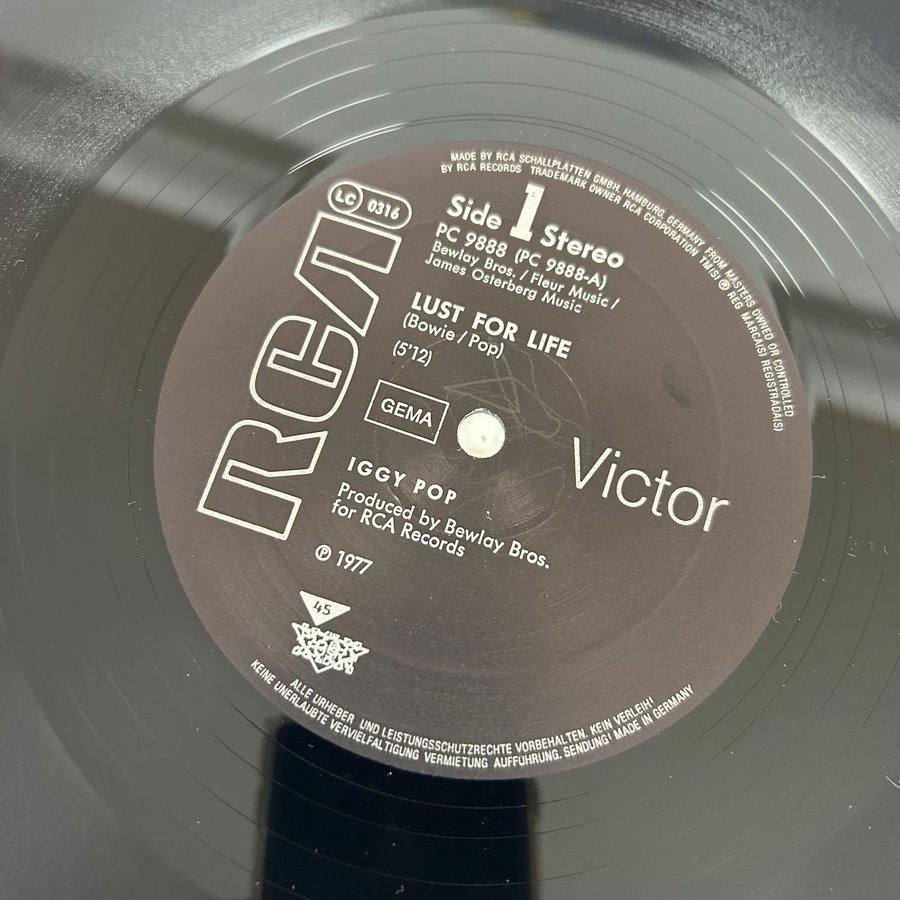 MADE BY RCA SCHALLPLATTEN GMBH, HAMBURG, GERMANY FROM MASTERS OWNED OR CONTROLLED
BY RCA RECORDS TRADEMARK OWNER RCA CORPORATION TM(S) ® REG MARCA(S) REGISTRADA(S)
LC 0316
RCA
Side 1 Stereo
PC 9888 (PC 9888-A)
Bewlay Bros. / Fleur Music /
James Osterberg Music
LUST FOR LIFE
(Bowie / Pop)
(5'12)
GEMA
Victor
IGGY POP
Produced by Bewlay Bros.
for RCA Records
℗ 1977
45
ALLE URHEBER UND LEISTUNGSSCHUTZRECHTE VORBEHALTEN. KEIN VERLEIH!
KEINE UNERLAUBTE VERVIELFALTIGUNG VERMIETUNG AUFFUHRUNG, SENDUNG! MADE IN GERMANY